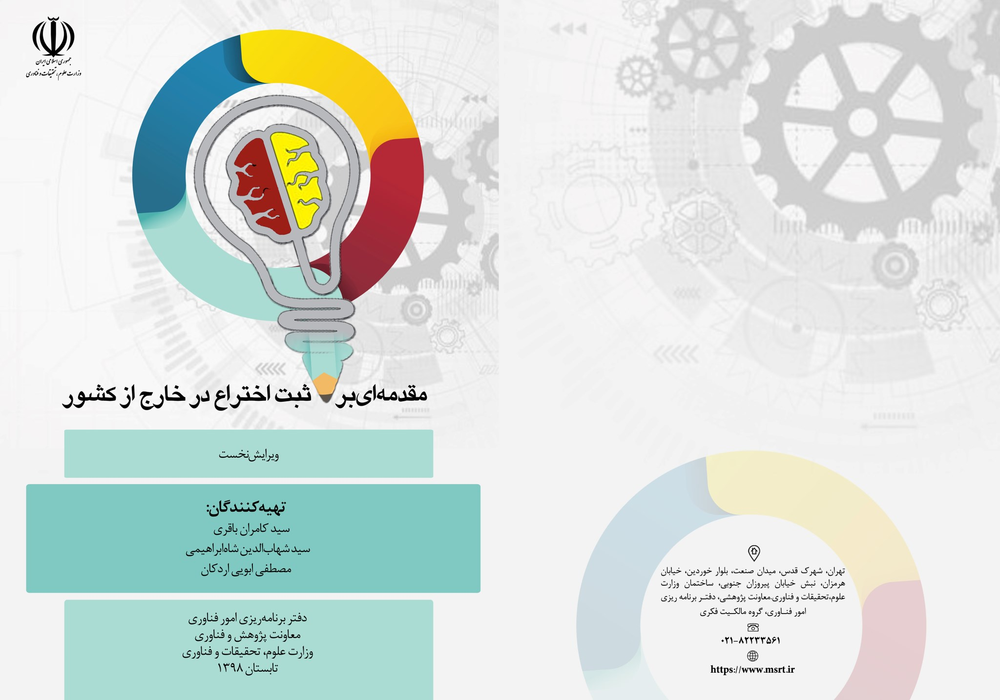 جمهوری اسلامی ایران
وزارت علوم، تحقیقات و فناوری
مقدمه‌ای‌بر ثبت اختراع در خارج از کشور
ویرایش‌نخست
تهیه‌کنندگان:
سید کامران باقری
سید شهاب‌الدین شاه‌ابراهیمی
مصطفی ابویی اردکان
دفتر برنامه‌ریزی امور فناوری
معاونت پژوهش و فناوری
وزارت علوم، تحقیقات و فناوری
تابستان ۱۳۹۸
تهران، شهرک قدس، میدان صنعت، بلوار خوردین، خیابان
هرمزان، نبش خیابان پیروزان جنوبی، ساختمان وزارت
علوم،تحقیقات و فناوری.معاونت پژوهشی، دفتـر برنامه ریزی
امور فنـاوری، گروه مالکـیت فکری
۰۲۱-۸۲۲۳۳۵۶۱
https://www.msrt.ir